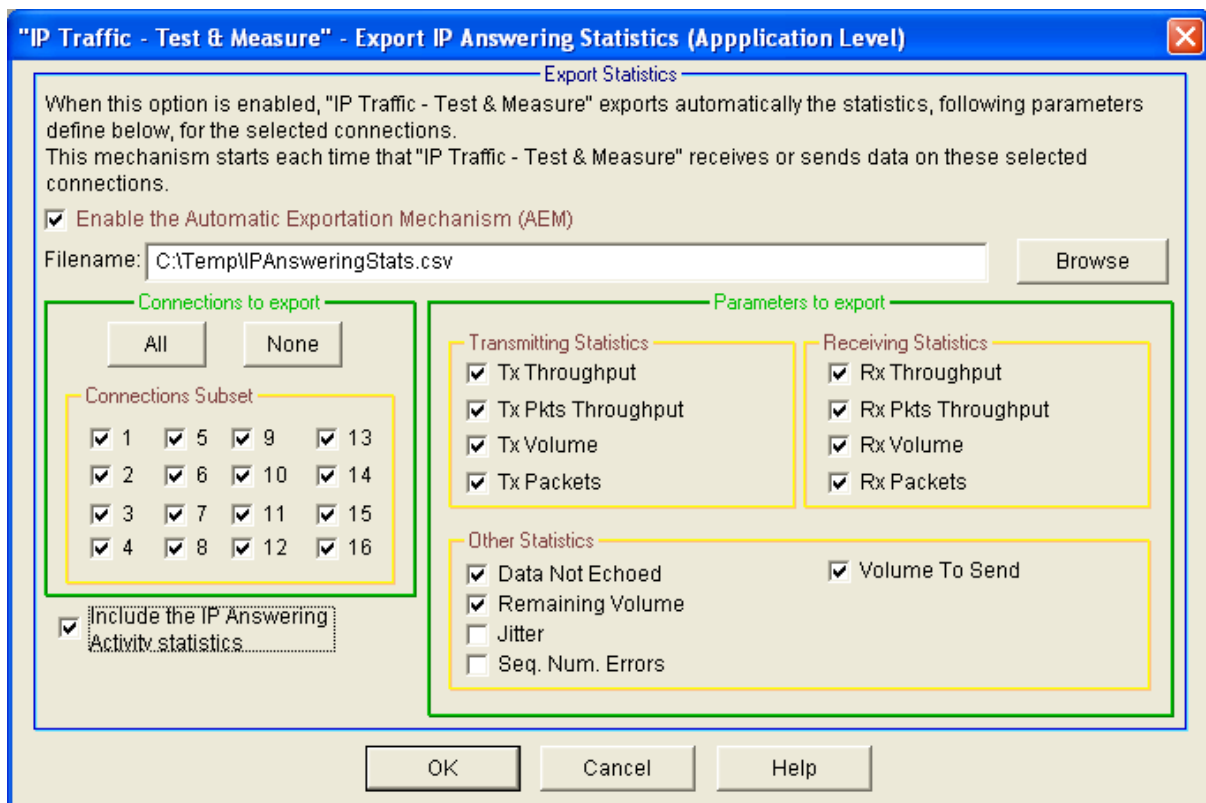 "IP Traffic - Test & Measure" - Export IP Answering Statistics (Appplication Level)
Export Statistics
When this option is enabled, "IP Traffic - Test & Measure" exports automatically the statistics, following parameters
define below, for the selected connections.
This mechanism starts each time that "IP Traffic - Test & Measure" receives or sends data on these selected
connections.
Enable the Automatic Exportation Mechanism (AEM)
Filename: C:\Temp\IPAnsweringStats.csv Browse
Connections to export
All None
Connections Subset
1 5 9 13
2 6 10 14
3 7 11 15
4 8 12 16
Include the IP Answering
Activity statistics
Parameters to export
Transmitting Statistics
Tx Throughput
Tx Pkts Throughput
Tx Volume
Tx Packets
Receiving Statistics
Rx Throughput
Rx Pkts Throughput
Rx Volume
Rx Packets
Other Statistics
Data Not Echoed
Remaining Volume
Jitter
Seq. Num. Errors
Volume To Send
OK Cancel Help